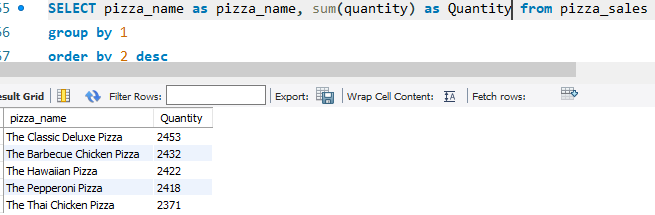 55 SELECT pizza_name as pizza_name, sum(quantity) as Quantity from pizza_sales
56 group by 1
57 order by 2 desc
esult Grid Filter Rows: Export: Wrap Cell Content: Fetch rows:
pizza_name Quantity
The Classic Deluxe Pizza 2453
The Barbecue Chicken Pizza 2432
The Hawaiian Pizza 2422
The Pepperoni Pizza 2418
The Thai Chicken Pizza 2371